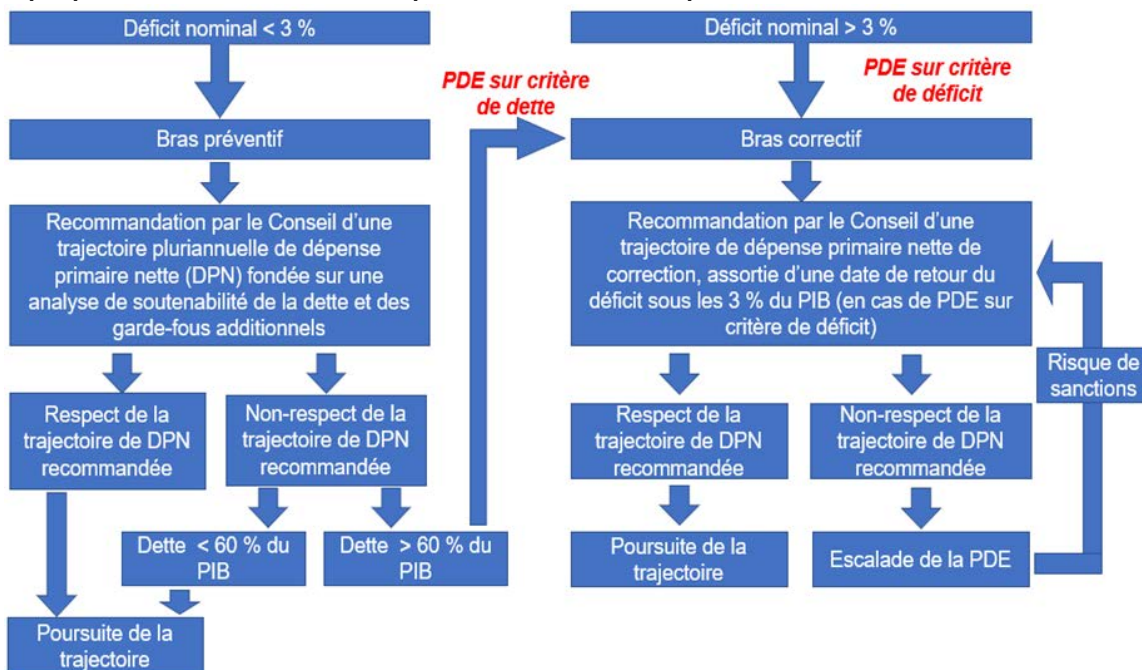 Déficit nominal < 3 %
Bras préventif
Recommandation par le Conseil d’une
trajectoire pluriannuelle de dépense
primaire nette (DPN) fondée sur une
analyse de soutenabilité de la dette et des
garde-fous additionnels
Respect de la
trajectoire de DPN
recommandée
Non-respect de la
trajectoire de DPN
recommandée
Dette < 60 % du
PIB
Dette > 60 % du
PIB
Poursuite de la
trajectoire
PDE sur critère
de dette
Déficit nominal > 3 %
PDE sur critère
de déficit
Bras correctif
Recommandation par le Conseil d’une
trajectoire de dépense primaire nette de
correction, assortie d’une date de retour du
déficit sous les 3 % du PIB (en cas de PDE sur
critère de déficit)
Respect de la
trajectoire de DPN
recommandée
Non-respect de la
trajectoire de DPN
recommandée
Poursuite de la
trajectoire
Escalade de la PDE
Risque de
sanctions